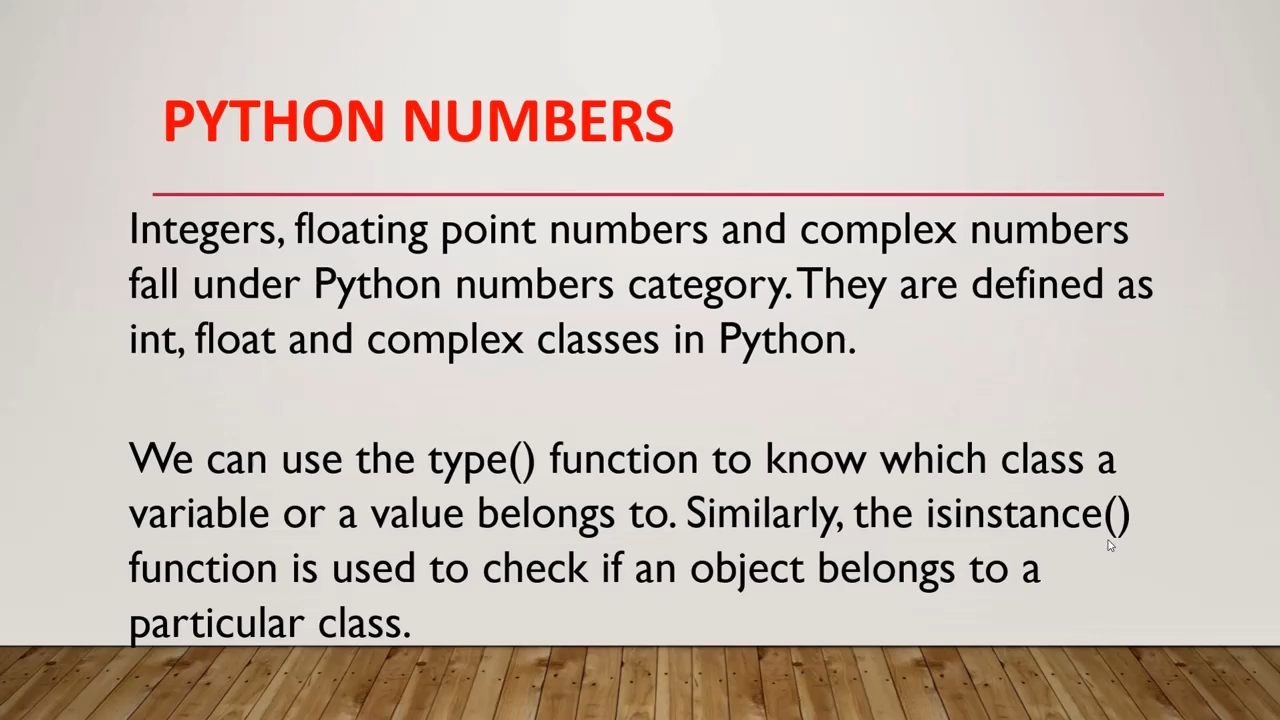 PYTHON NUMBERS
Integers, floating point numbers and complex numbers
fall under Python numbers category. They are defined as
int, float and complex classes in Python.
We can use the type() function to know which class a
variable or a value belongs to. Similarly, the isinstance()
function is used to check if an object belongs to a
particular class.